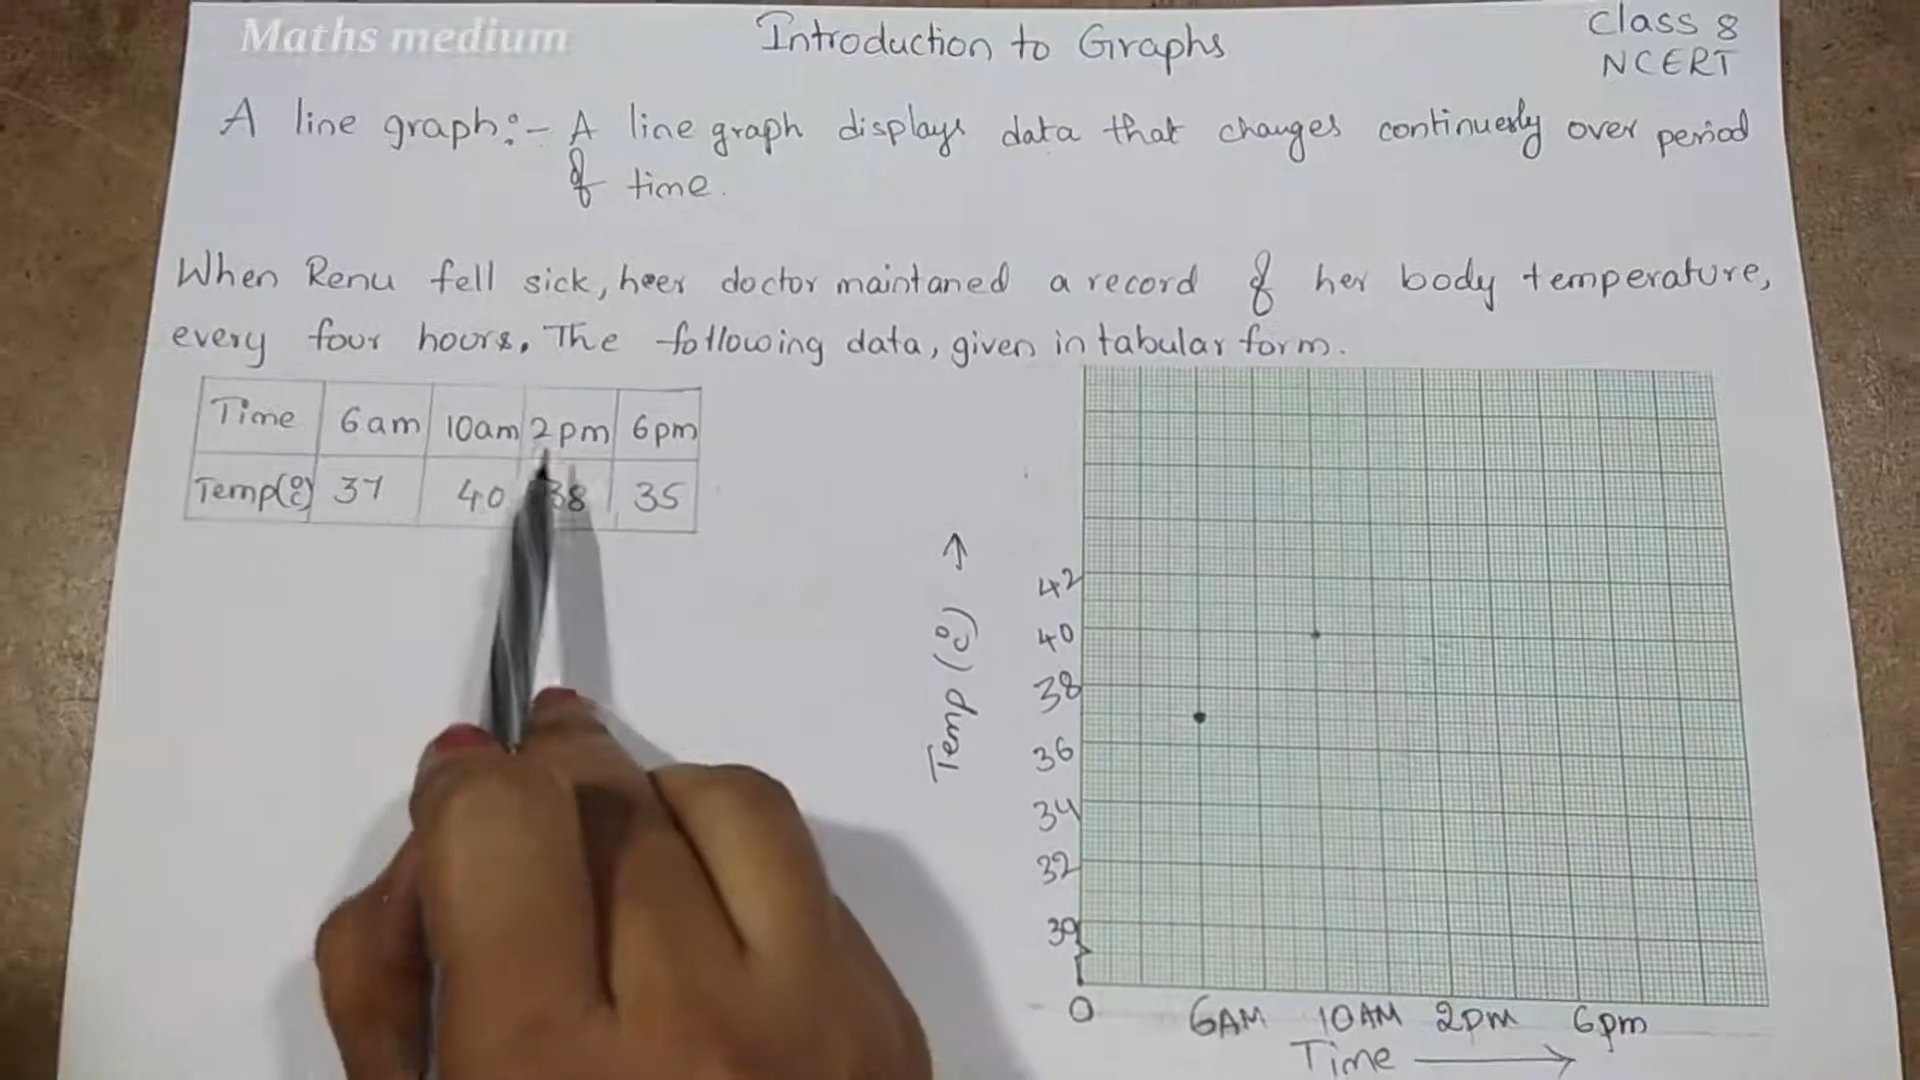 Maths medium
Introduction to Graphs
Class 8
NCERT
A line graph:- A line graph displays data that changes continuesly over period
of time.
When Renu fell sick, heer doctor maintaned a record of her body temperature,
every four hours. The following data, given in tabular form.
Time 6am 10am 2pm 6pm
Temp(°C) 37 40 38 35
Temp (°C) →
42
40
38
36
34
32
30
0 6AM 10AM 2pm 6pm
Time →